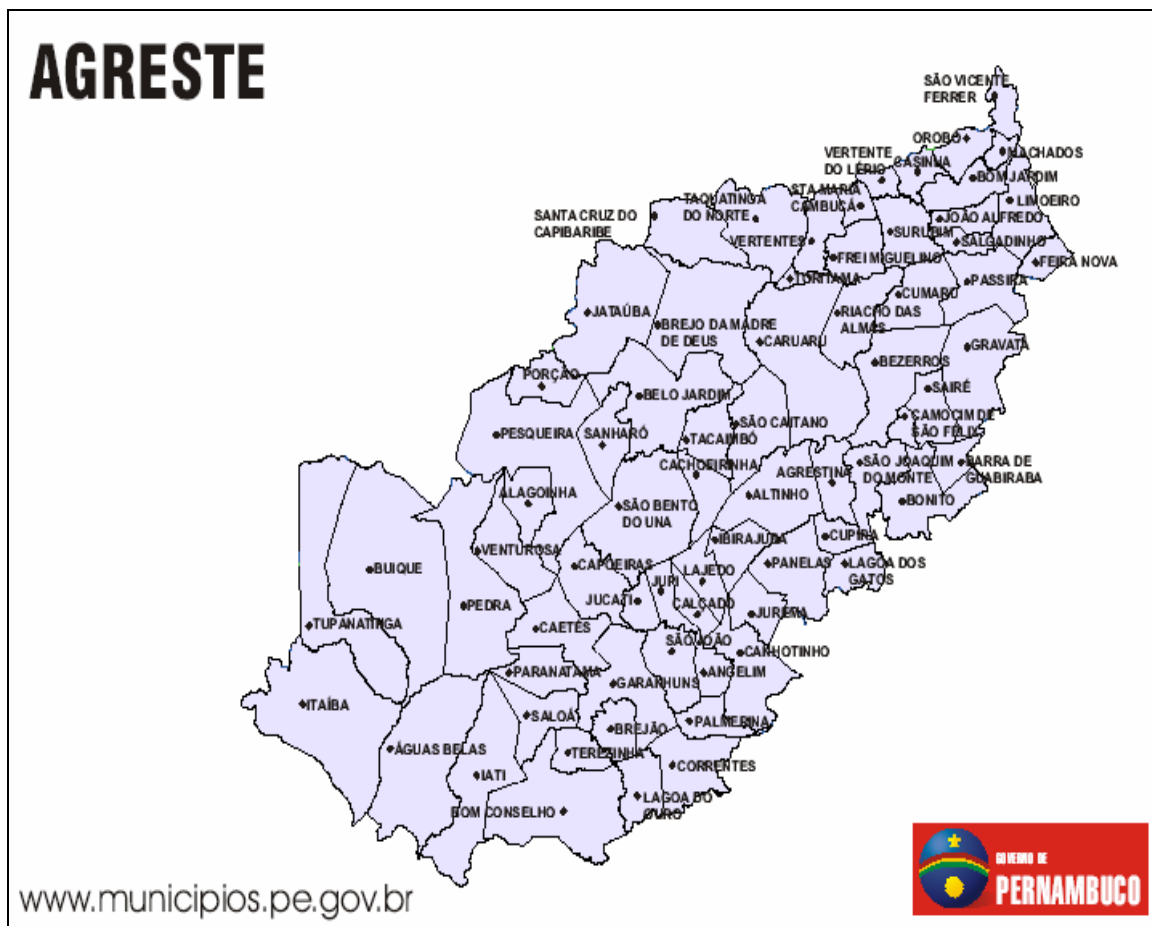 AGRESTE
SÃO VICENTE
FERRER
OROBÓ
MACHADOS
VERTENTE
DO LÉRIO
CASINHA
BOM JARDIM
LIMOEIRO
STA MARIA
CAMBUCÁ
TAQUATINGA
DO NORTE
SANTA CRUZ DO
CAPIBARIBE
JOÃO ALFREDO
SURUBIM
SALGADINHO
VERTENTES
FREI MIGUELINO
FEIRA NOVA
TORITAMA
PASSIRA
CUMARU
JATAÚBA
RIACHO DAS
ALMAS
BREJO DA MADRE
DE DEUS
CARUARU
GRAVATÁ
BEZERROS
PORÇÃO
SAIRÉ
BELO JARDIM
CAMOCIM DE
SÃO FÉLIX
SÃO CAITANO
PESQUEIRA
SANHARÓ
TACAIMBÓ
CACHOEIRINHA
AGRESTINA
SÃO JOAQUIM
DO MONTE
BARRA DE
GUABIRABA
ALAGOINHA
ALTINHO
BONITO
SÃO BENTO
DO UNA
IBIRAJUBA
CUPIRA
VENTUROSA
CAPOEIRAS
LAJEDO
PANELAS
LAGOA DOS
GATOS
BUIQUE
JUPI
JUCATI
CALÇADO
JUREMA
PEDRA
TUPANATINGA
CAETÉS
SÃO JOÃO
CANHOTINHO
PARANATAMA
GARANHUNS
ANGELIM
ITAÍBA
SALOÁ
BREJÃO
PALMERINA
ÁGUAS BELAS
TEREZINHA
CORRENTES
IATI
BOM CONSELHO
LAGOA DO
OURO
GOVERNO DE
PERNAMBUCO
www.municipios.pe.gov.br